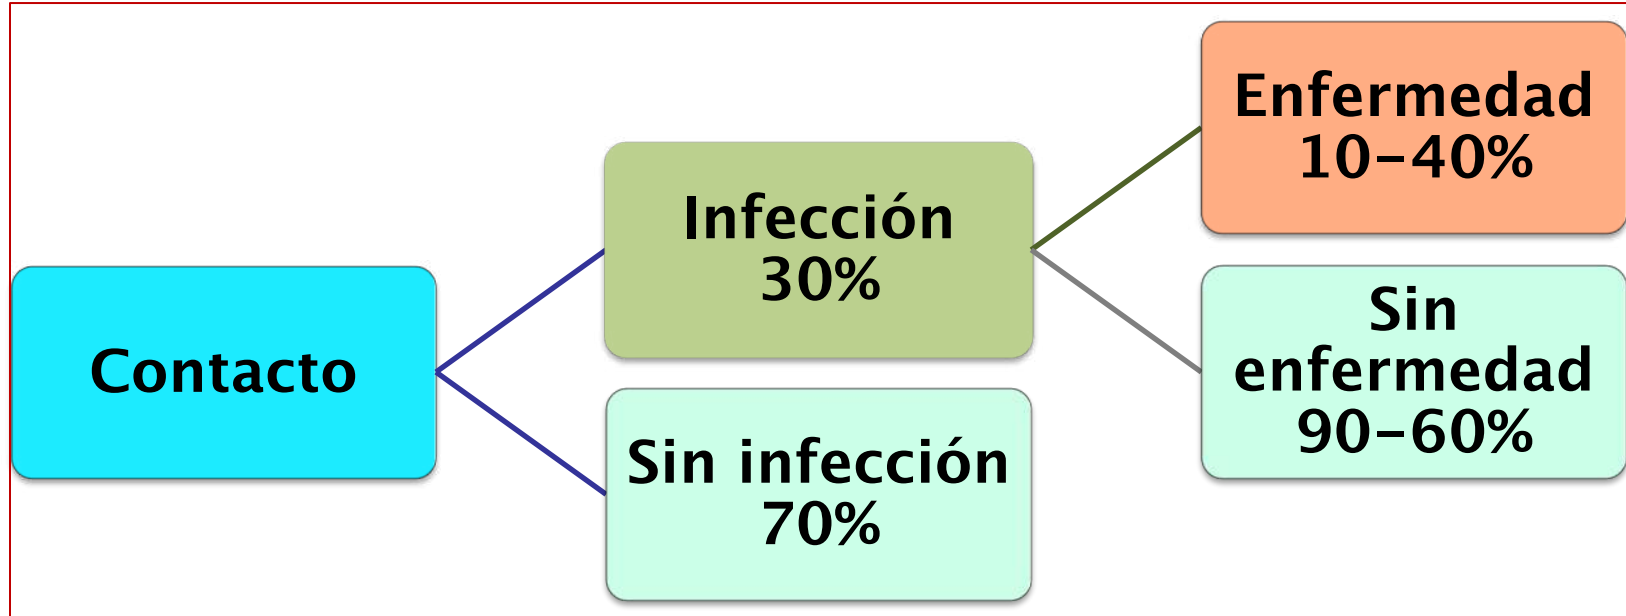 Contacto
Infección
30%
Sin infección
70%
Enfermedad
10-40%
Sin
enfermedad
90-60%